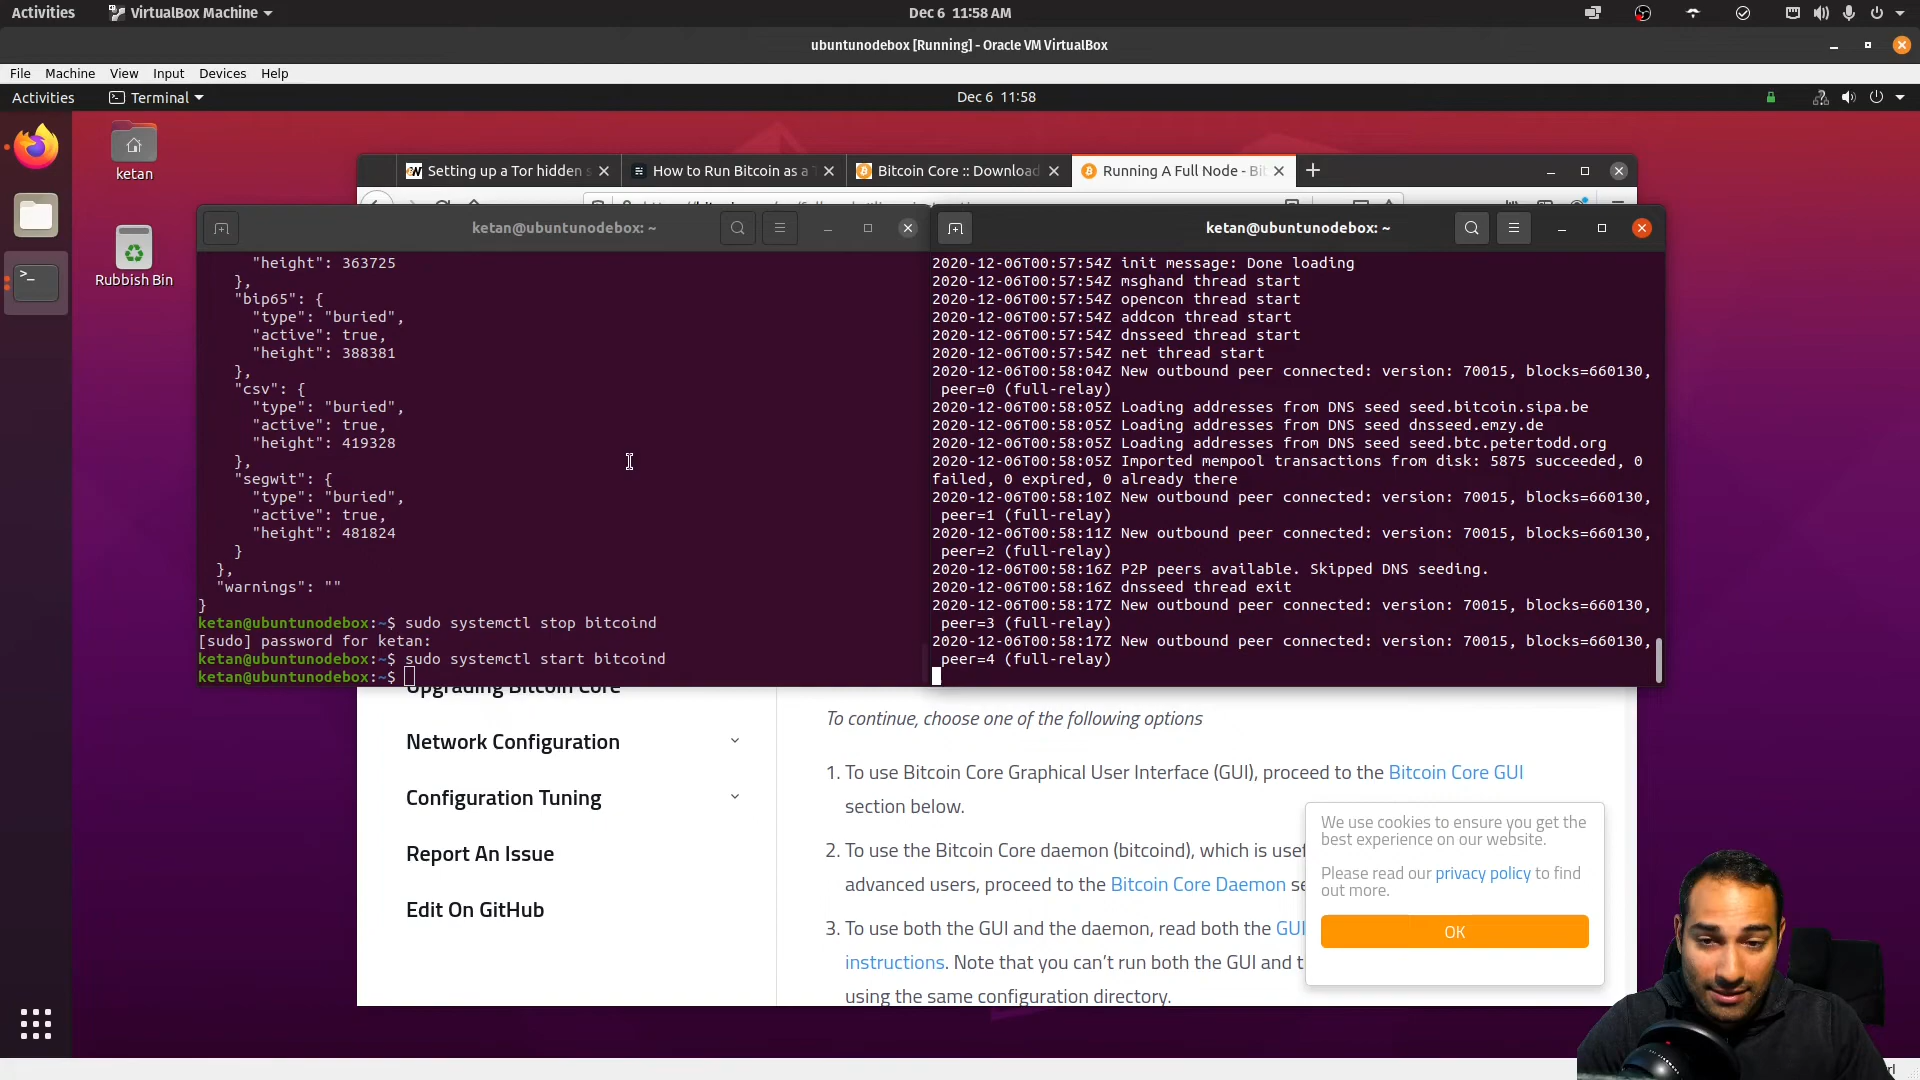 Activities VirtualBox Machine Dec 6 11:58 AM
ubuntunodebox [Running] - Oracle VM VirtualBox
File Machine View Input Devices Help
Activities Terminal Dec 6 11:58
ketan
Rubbish Bin
Setting up a Tor hidden s How to Run Bitcoin as a T Bitcoin Core :: Download Running A Full Node - Bit
ketan@ubuntunodebox: ~
"height": 363725
},
"bip65": {
"type": "buried",
"active": true,
"height": 388381
},
"csv": {
"type": "buried",
"active": true,
"height": 419328
},
"segwit": {
"type": "buried",
"active": true,
"height": 481824
}
},
"warnings": ""
}
ketan@ubuntunodebox:~$ sudo systemctl stop bitcoind
[sudo] password for ketan:
ketan@ubuntunodebox:~$ sudo systemctl start bitcoind
ketan@ubuntunodebox:~$
ketan@ubuntunodebox: ~
2020-12-06T00:57:54Z init message: Done loading
2020-12-06T00:57:54Z msghand thread start
2020-12-06T00:57:54Z opencon thread start
2020-12-06T00:57:54Z addcon thread start
2020-12-06T00:57:54Z dnsseed thread start
2020-12-06T00:57:54Z net thread start
2020-12-06T00:58:04Z New outbound peer connected: version: 70015, blocks=660130,
peer=0 (full-relay)
2020-12-06T00:58:05Z Loading addresses from DNS seed seed.bitcoin.sipa.be
2020-12-06T00:58:05Z Loading addresses from DNS seed dnsseed.emzy.de
2020-12-06T00:58:05Z Loading addresses from DNS seed seed.btc.petertodd.org
2020-12-06T00:58:05Z Imported mempool transactions from disk: 5875 succeeded, 0
failed, 0 expired, 0 already there
2020-12-06T00:58:10Z New outbound peer connected: version: 70015, blocks=660130,
peer=1 (full-relay)
2020-12-06T00:58:11Z New outbound peer connected: version: 70015, blocks=660130,
peer=2 (full-relay)
2020-12-06T00:58:16Z P2P peers available. Skipped DNS seeding.
2020-12-06T00:58:16Z dnsseed thread exit
2020-12-06T00:58:17Z New outbound peer connected: version: 70015, blocks=660130,
peer=3 (full-relay)
2020-12-06T00:58:17Z New outbound peer connected: version: 70015, blocks=660130,
peer=4 (full-relay)
Upgrading Bitcoin Core
Network Configuration
Configuration Tuning
Report An Issue
Edit On GitHub
To continue, choose one of the following options
1. To use Bitcoin Core Graphical User Interface (GUI), proceed to the Bitcoin Core GUI
section below.
2. To use the Bitcoin Core daemon (bitcoind), which is usef
advanced users, proceed to the Bitcoin Core Daemon se
3. To use both the GUI and the daemon, read both the GUI
instructions. Note that you can't run both the GUI and t
using the same configuration directory.
We use cookies to ensure you get the
best experience on our website.
Please read our privacy policy to find
out more.
OK